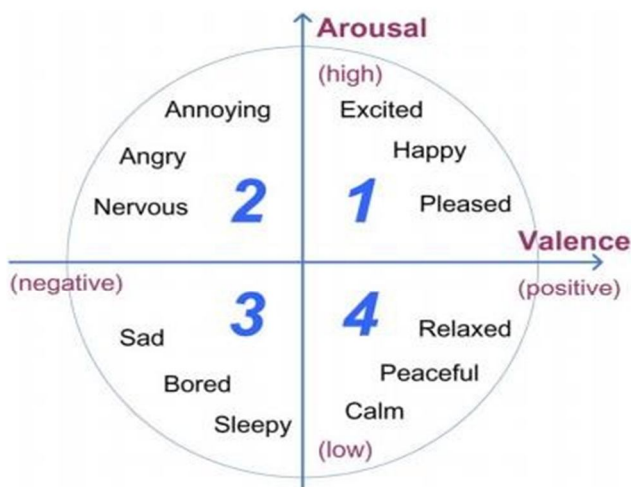 Arousal
(high)
Annoying
Excited
Angry
Happy
Nervous
2
1
Pleased
Valence
(negative)
(positive)
3
4
Sad
Relaxed
Bored
Peaceful
Sleepy
Calm
(low)